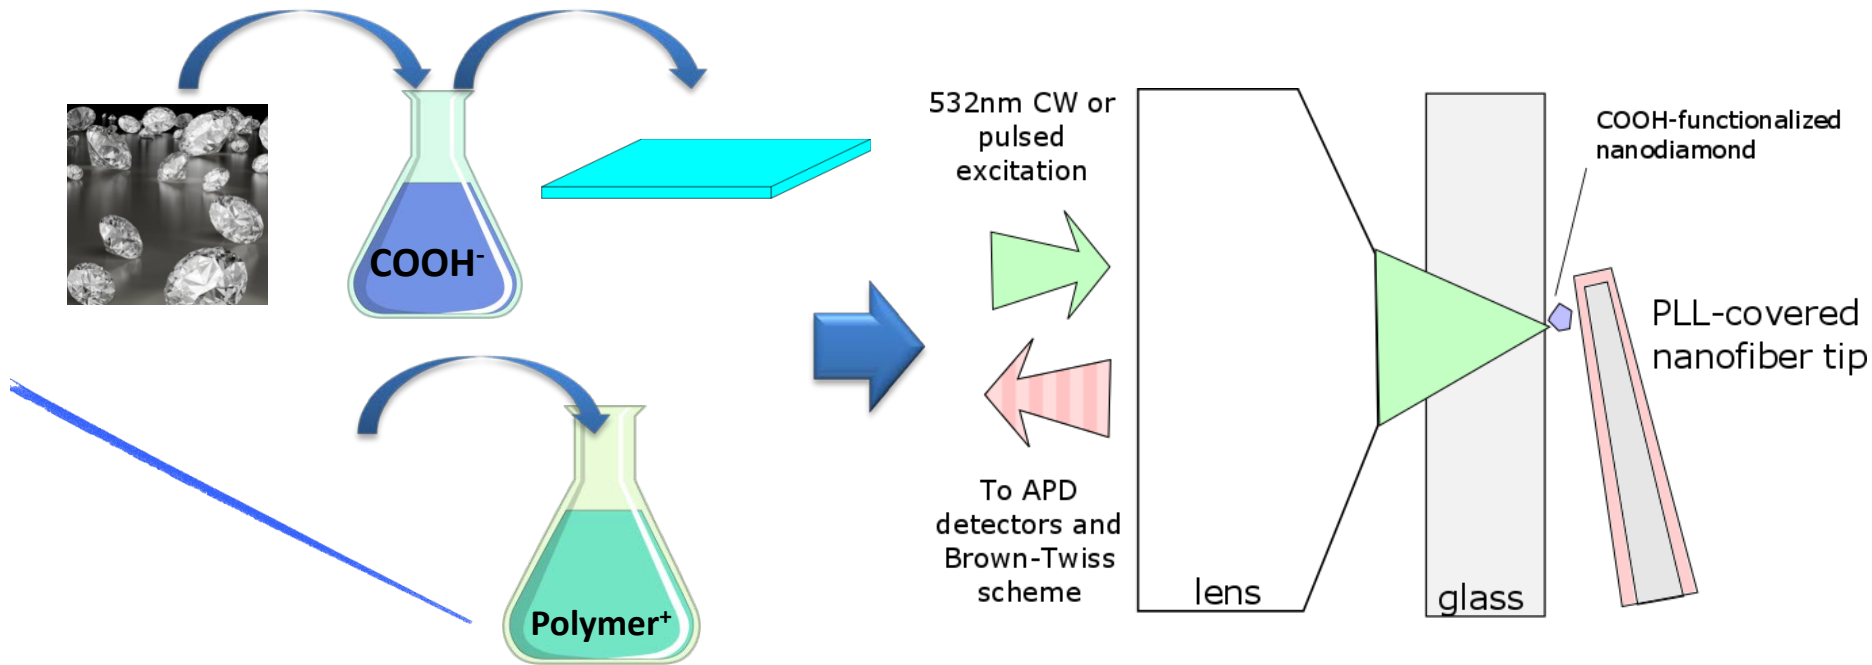 COOH⁻
Polymer⁺
532nm CW or
pulsed
excitation
To APD
detectors and
Brown-Twiss
scheme
lens
glass
COOH-functionalized
nanodiamond
PLL-covered
nanofiber tip